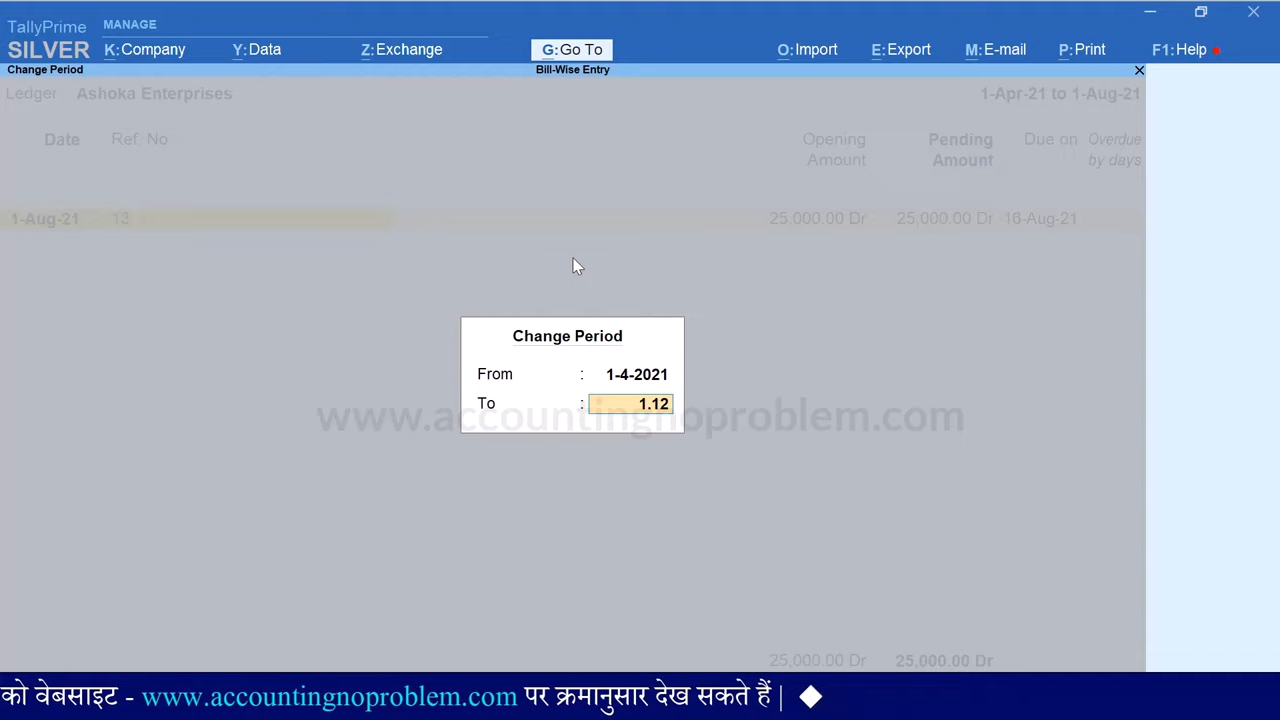 MANAGE
TallyPrime
SILVER
K:Company Y:Data Z:Exchange G:Go To O:Import E:Export M:E-mail P:Print F1:Help
Change Period Bill-Wise Entry
Ledger Ashoka Enterprises 1-Apr-21 to 1-Aug-21
Date Ref. No Opening Pending Due on Overdue
Amount Amount by days
1-Aug-21 13 25,000.00 Dr 25,000.00 Dr 16-Aug-21
Change Period
From : 1-4-2021
To : 1.12
www.accountingnoproblem.com
25,000.00 Dr 25,000.00 Dr
को वेबसाइट - www.accountingnoproblem.com पर क्रमानुसार देख सकते हैं |